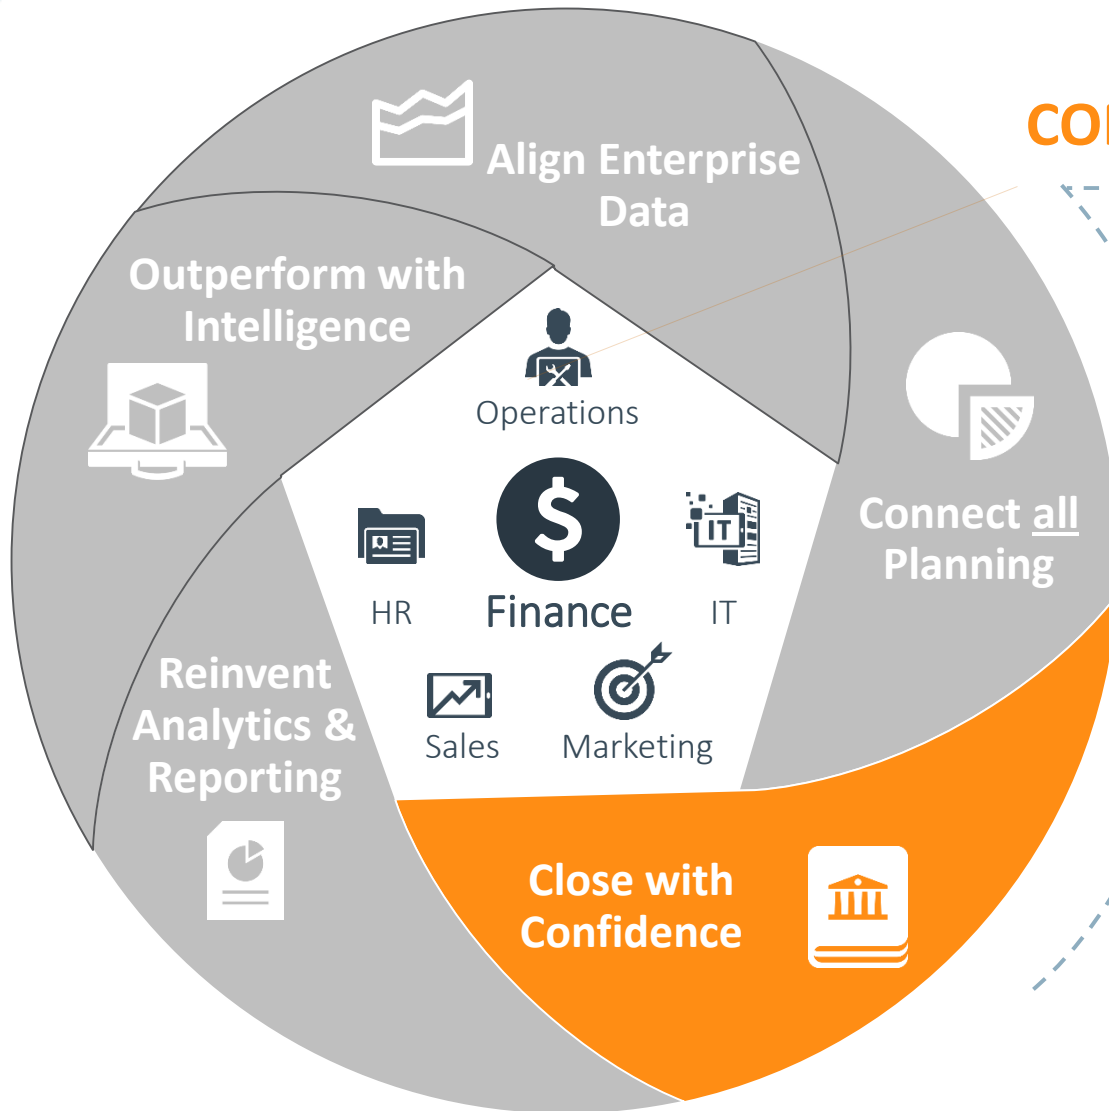 Align Enterprise
Data
Outperform with
Intelligence
Operations
Connect all
Planning
$
IT
HR
Finance
IT
Reinvent
Analytics &
Reporting
Sales
Marketing
Close with
Confidence